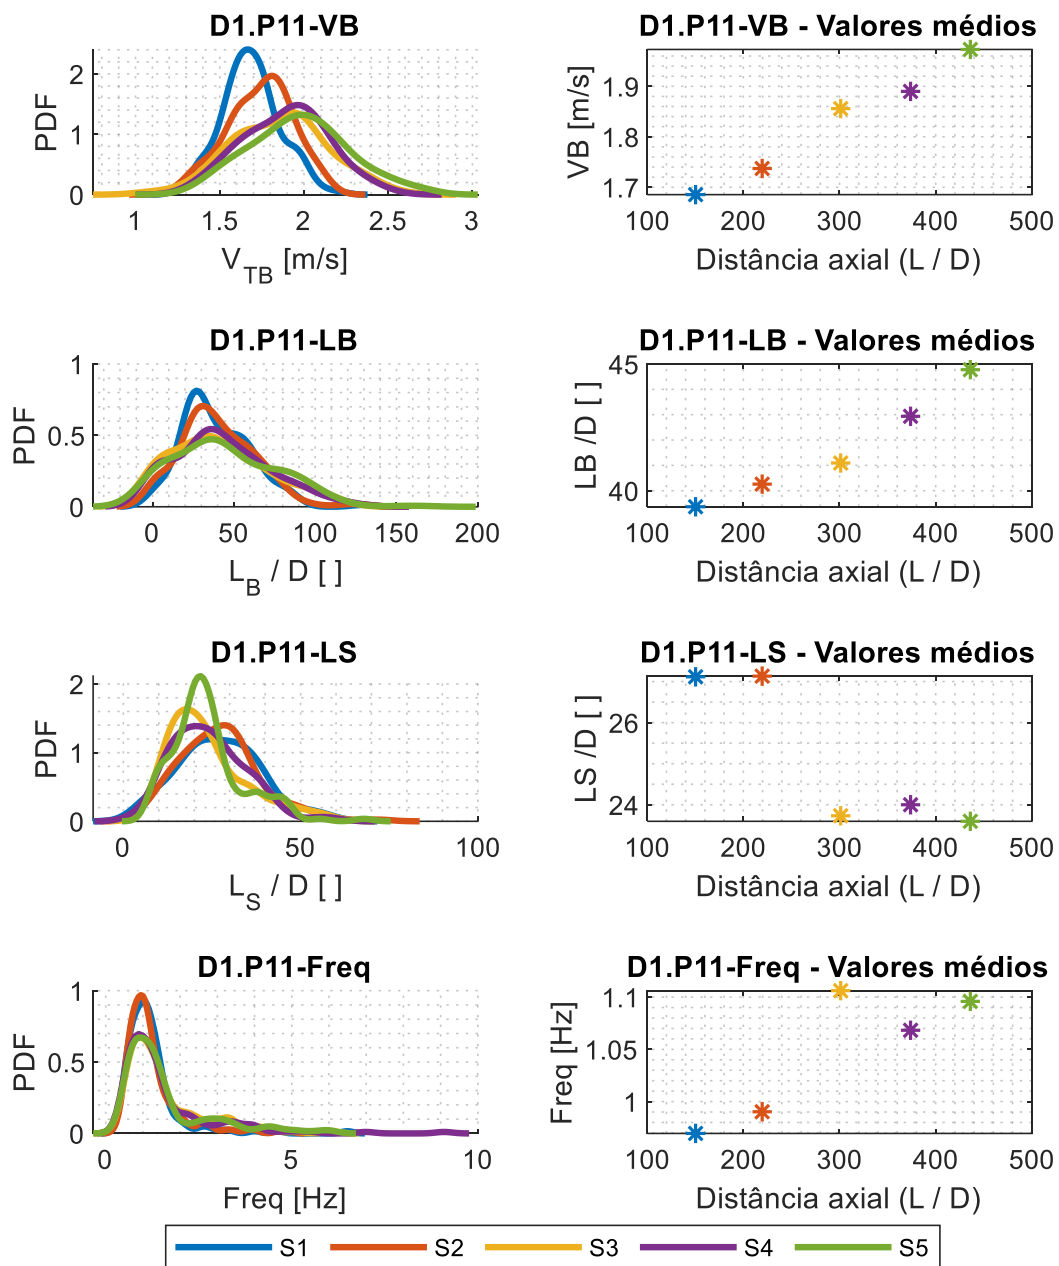 D1.P11-VB
PDF
2
1
0
1
1.5
2
2.5
3
V_TB [m/s]
D1.P11-VB - Valores médios
VB [m/s]
1.9
1.8
1.7
100
200
300
400
500
Distância axial (L / D)
D1.P11-LB
PDF
1
0.5
0
0
50
100
150
200
L_B / D [ ]
D1.P11-LB - Valores médios
LB /D [ ]
45
40
100
200
300
400
500
Distância axial (L / D)
D1.P11-LS
PDF
2
1
0
0
50
100
L_S / D [ ]
D1.P11-LS - Valores médios
LS /D [ ]
26
24
100
200
300
400
500
Distância axial (L / D)
D1.P11-Freq
PDF
1
0.5
0
0
5
10
Freq [Hz]
D1.P11-Freq - Valores médios
Freq [Hz]
1.1
1.05
1
100
200
300
400
500
Distância axial (L / D)
S1
S2
S3
S4
S5